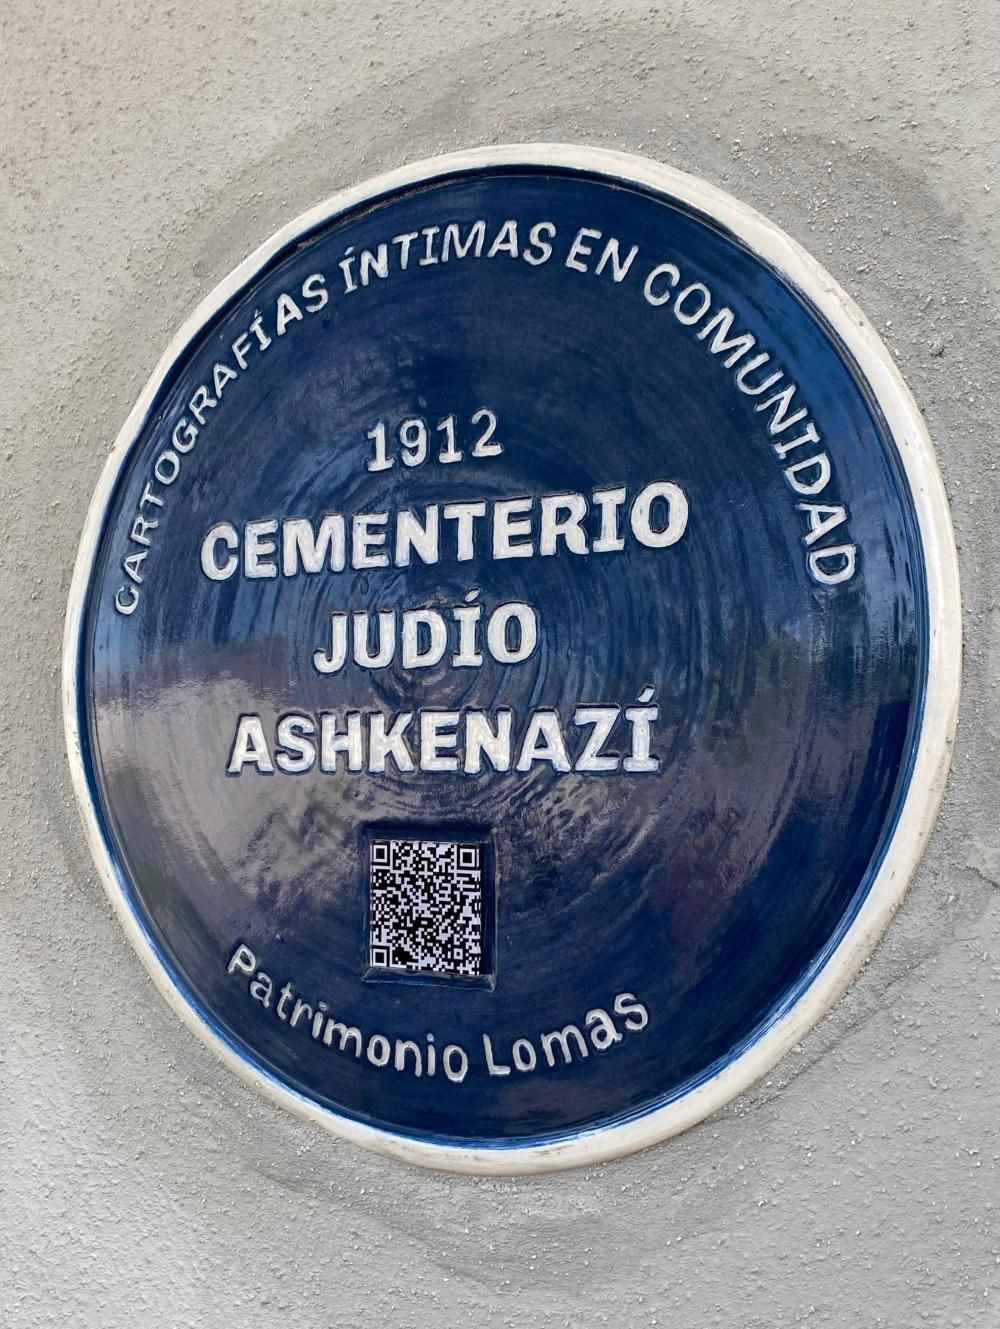 CARTOGRAFÍAS ÍNTIMAS EN COMUNIDAD
1912
CEMENTERIO
JUDÍO
ASHKENAZÍ
Patrimonio Lomas